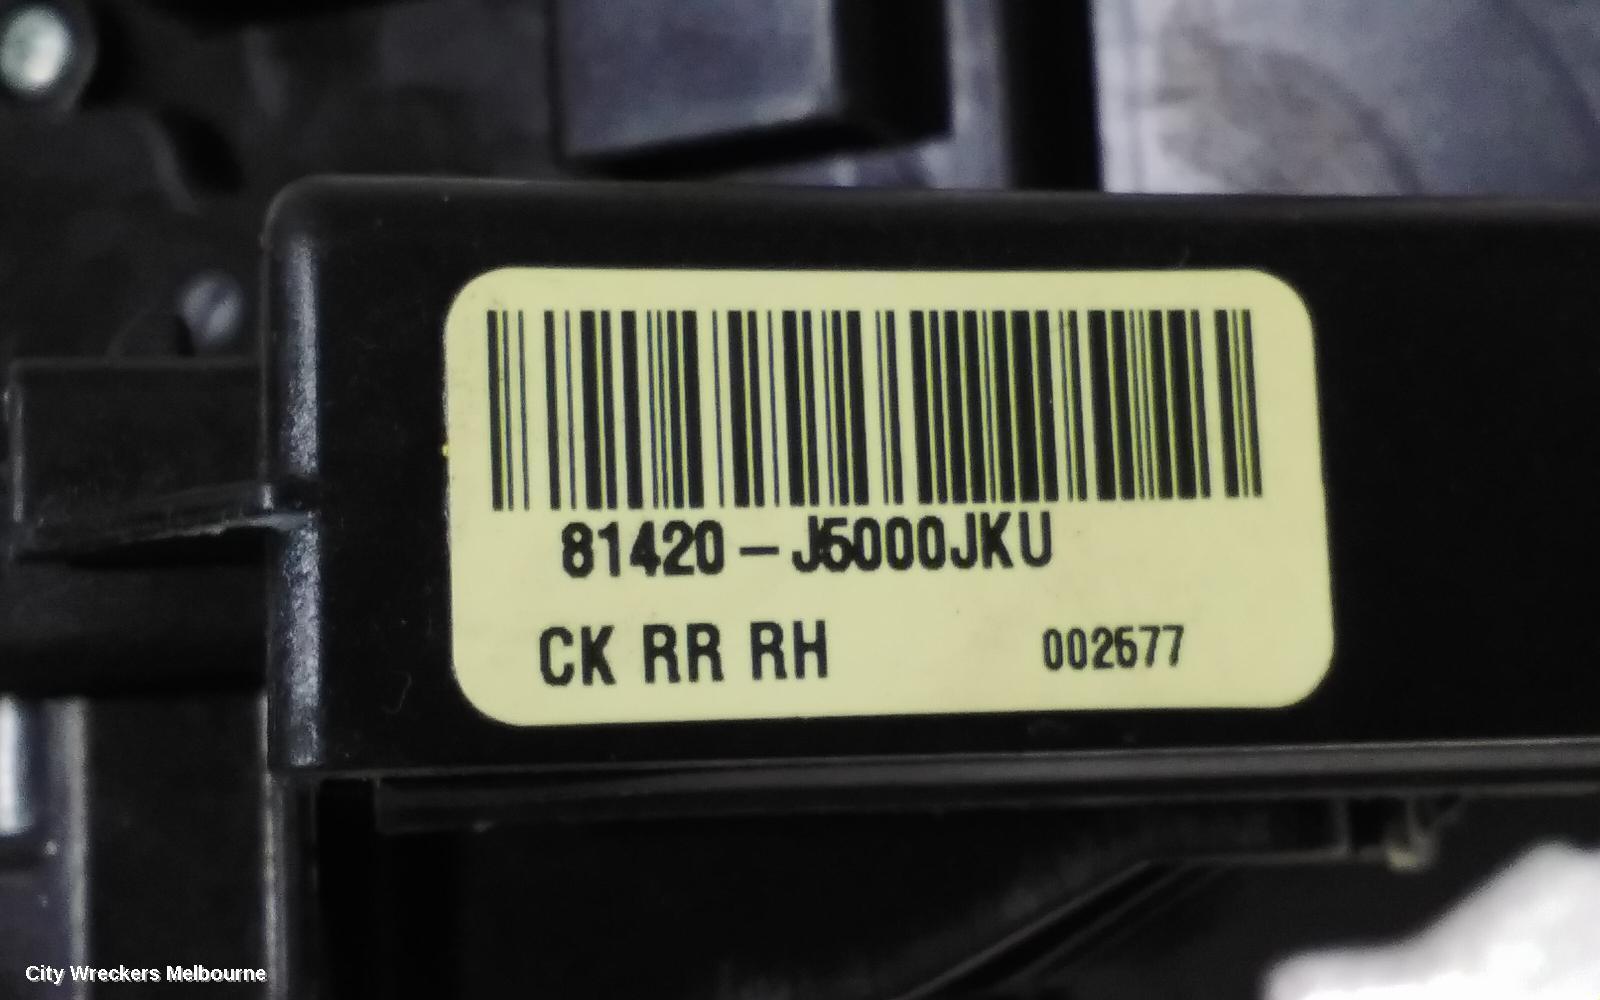 81420-J5000JKU
CK RR RH 002677
City Wreckers Melbourne